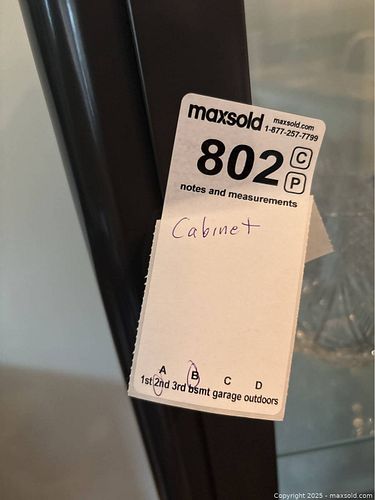 maxsold maxsold.com
1-877-257-7799
802 C
P
notes and measurements
Cabinet
A B C D
1st 2nd 3rd bsmt garage outdoors
Copyright 2025 - maxsold.com